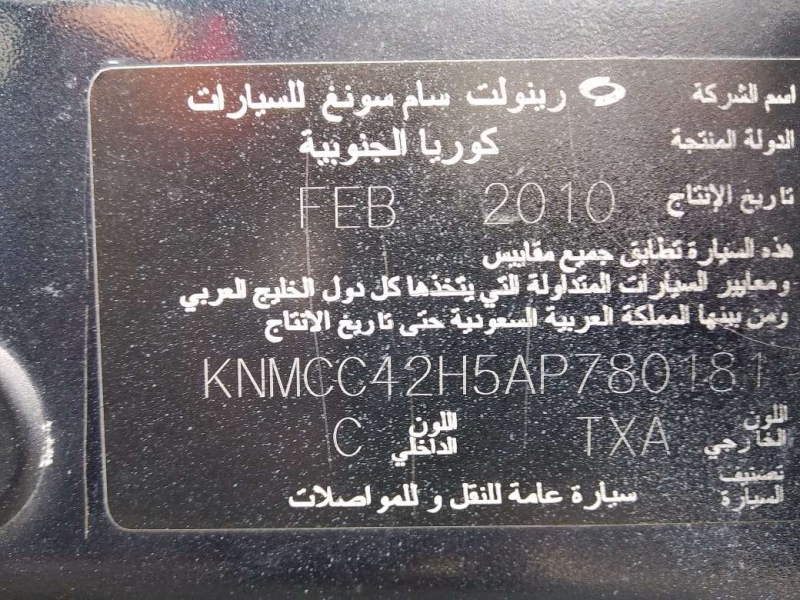 اسم الشركة رينولت سام سونغ للسيارات
الدولة المنتجة كوريا الجنوبية
تاريخ الإنتاج FEB 2010
هذه السيارة تطابق جميع مقاييس
ومعايير السيارات المتداولة التي يتخذها كل دول الخليج العربي
ومن بينها المملكة العربية السعودية حتى تاريخ الانتاج
KNMCC42H5AP780181
اللون الخارجي TXA اللون الداخلي C
تصنيف السيارة سيارة عامة للنقل و للمواصلات